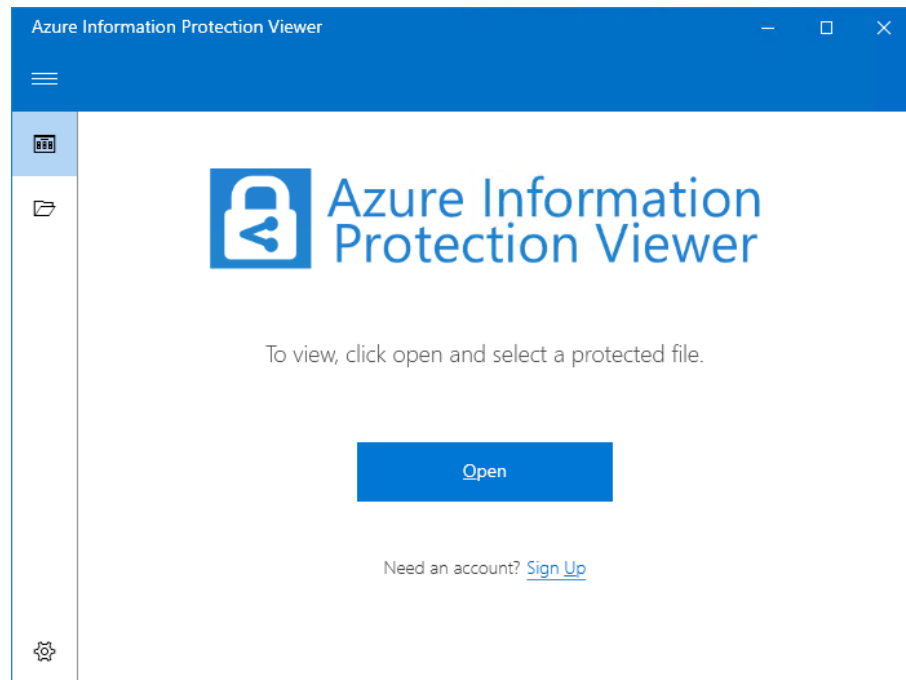 Azure Information Protection Viewer
Azure Information
Protection Viewer
To view, click open and select a protected file.
Open
Need an account? Sign Up